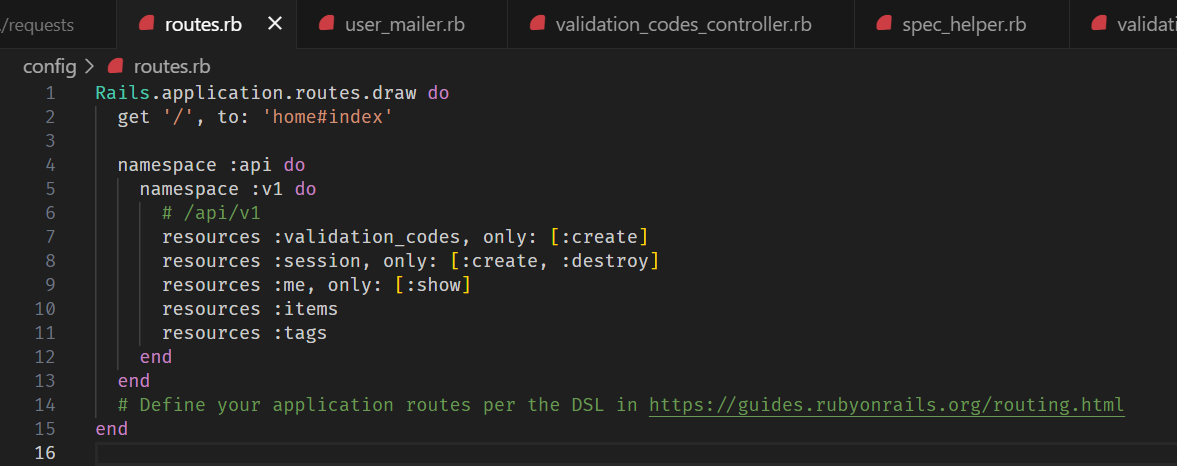 /requests routes.rb user_mailer.rb validation_codes_controller.rb spec_helper.rb validati
config > routes.rb
1 Rails.application.routes.draw do
2   get '/', to: 'home#index'
3
4   namespace :api do
5     namespace :v1 do
6       # /api/v1
7       resources :validation_codes, only: [:create]
8       resources :session, only: [:create, :destroy]
9       resources :me, only: [:show]
10       resources :items
11       resources :tags
12     end
13   end
14   # Define your application routes per the DSL in https://guides.rubyonrails.org/routing.html
15 end
16